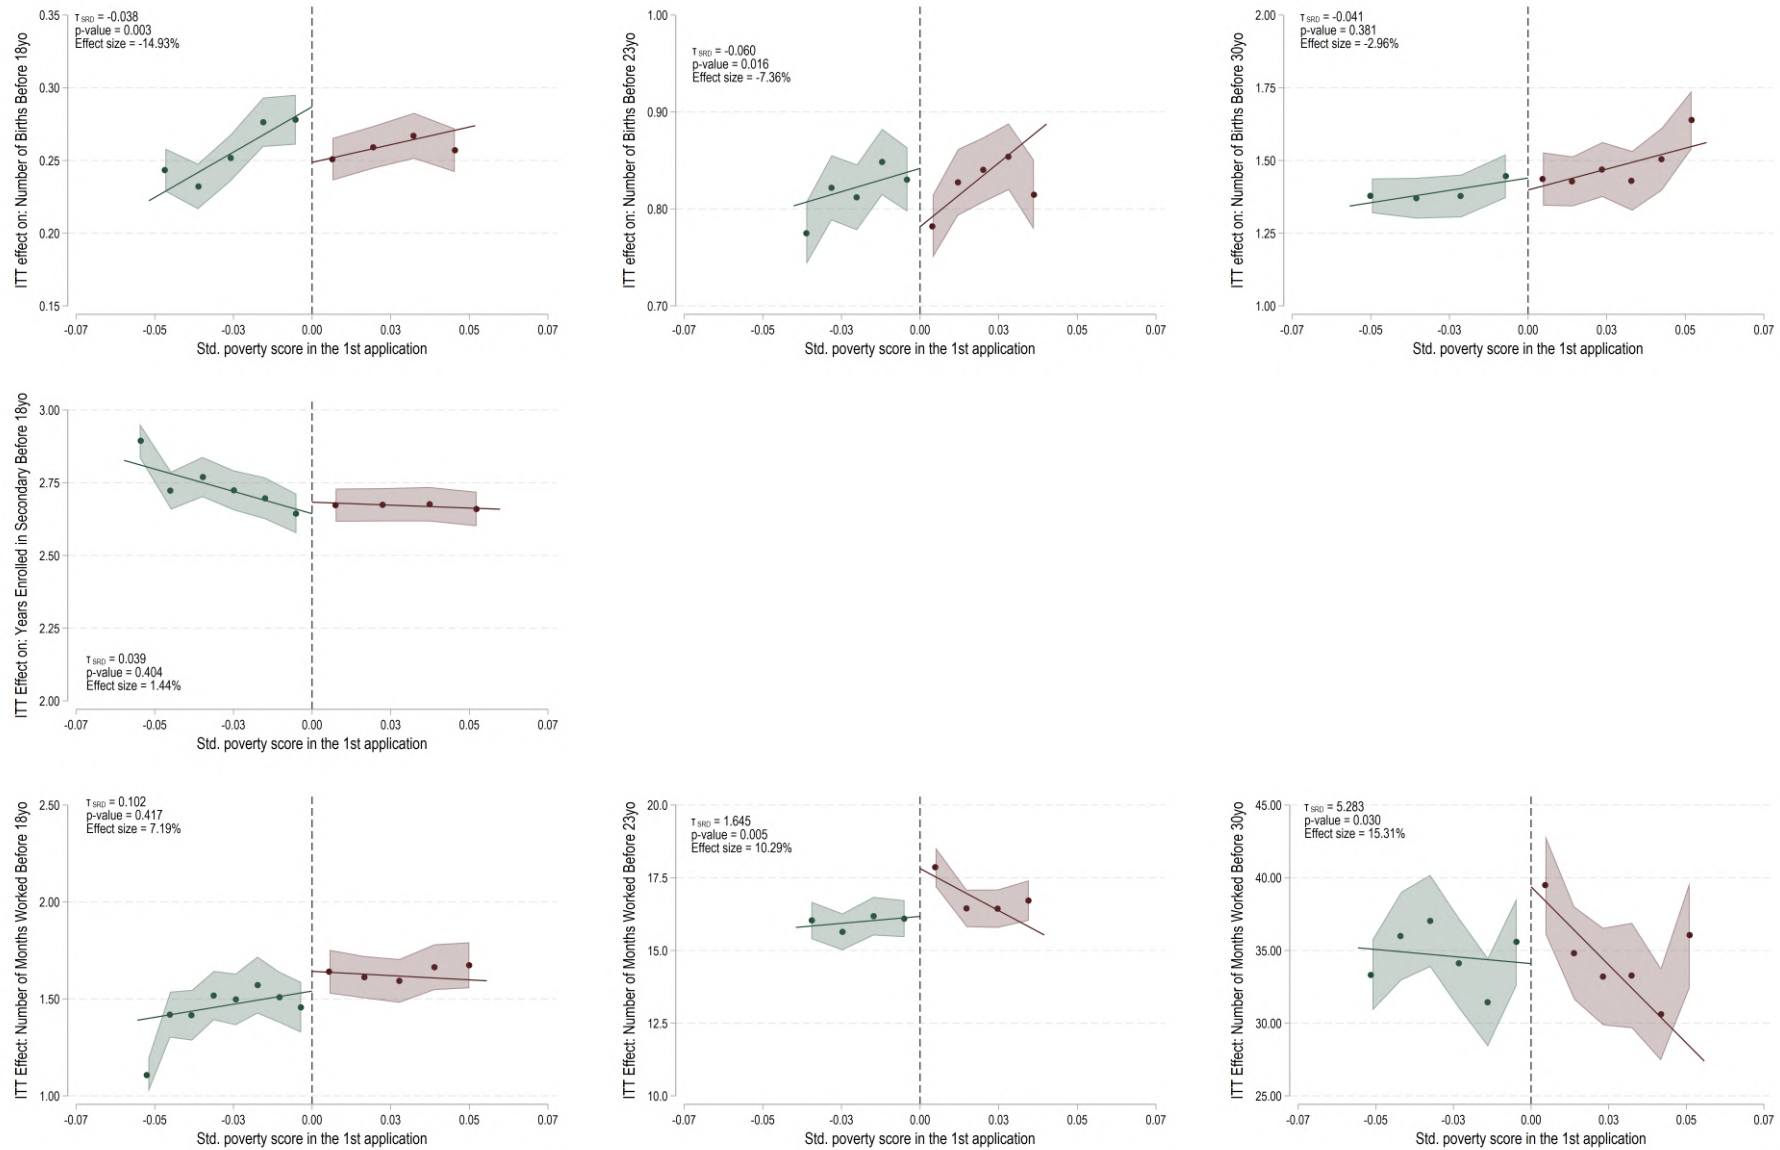 ITT effect on: Number of Births Before 18yo
0.35
0.30
0.25
0.20
0.15
τ SRD = -0.038
p-value = 0.003
Effect size = -14.93%
-0.07 -0.05 -0.03 0.00 0.03 0.05 0.07
Std. poverty score in the 1st application
ITT effect on: Number of Births Before 23yo
1.00
0.90
0.80
0.70
τ SRD = -0.060
p-value = 0.016
Effect size = -7.36%
-0.07 -0.05 -0.03 0.00 0.03 0.05 0.07
Std. poverty score in the 1st application
ITT effect on: Number of Births Before 30yo
2.00
1.75
1.50
1.25
1.00
τ SRD = -0.041
p-value = 0.381
Effect size = -2.96%
-0.07 -0.05 -0.03 0.00 0.03 0.05 0.07
Std. poverty score in the 1st application
ITT Effect on: Years Enrolled in Secondary Before 18yo
3.00
2.75
2.50
2.25
2.00
τ SRD = 0.039
p-value = 0.404
Effect size = 1.44%
-0.07 -0.05 -0.03 0.00 0.03 0.05 0.07
Std. poverty score in the 1st application
ITT Effect: Number of Months Worked Before 18yo
2.50
2.00
1.50
1.00
τ SRD = 0.102
p-value = 0.417
Effect size = 7.19%
-0.07 -0.05 -0.03 0.00 0.03 0.05 0.07
Std. poverty score in the 1st application
ITT Effect: Number of Months Worked Before 23yo
20.0
17.5
15.0
12.5
10.0
τ SRD = 1.645
p-value = 0.005
Effect size = 10.29%
-0.07 -0.05 -0.03 0.00 0.03 0.05 0.07
Std. poverty score in the 1st application
ITT Effect: Number of Months Worked Before 30yo
45.00
40.00
35.00
30.00
25.00
τ SRD = 5.283
p-value = 0.030
Effect size = 15.31%
-0.07 -0.05 -0.03 0.00 0.03 0.05 0.07
Std. poverty score in the 1st application